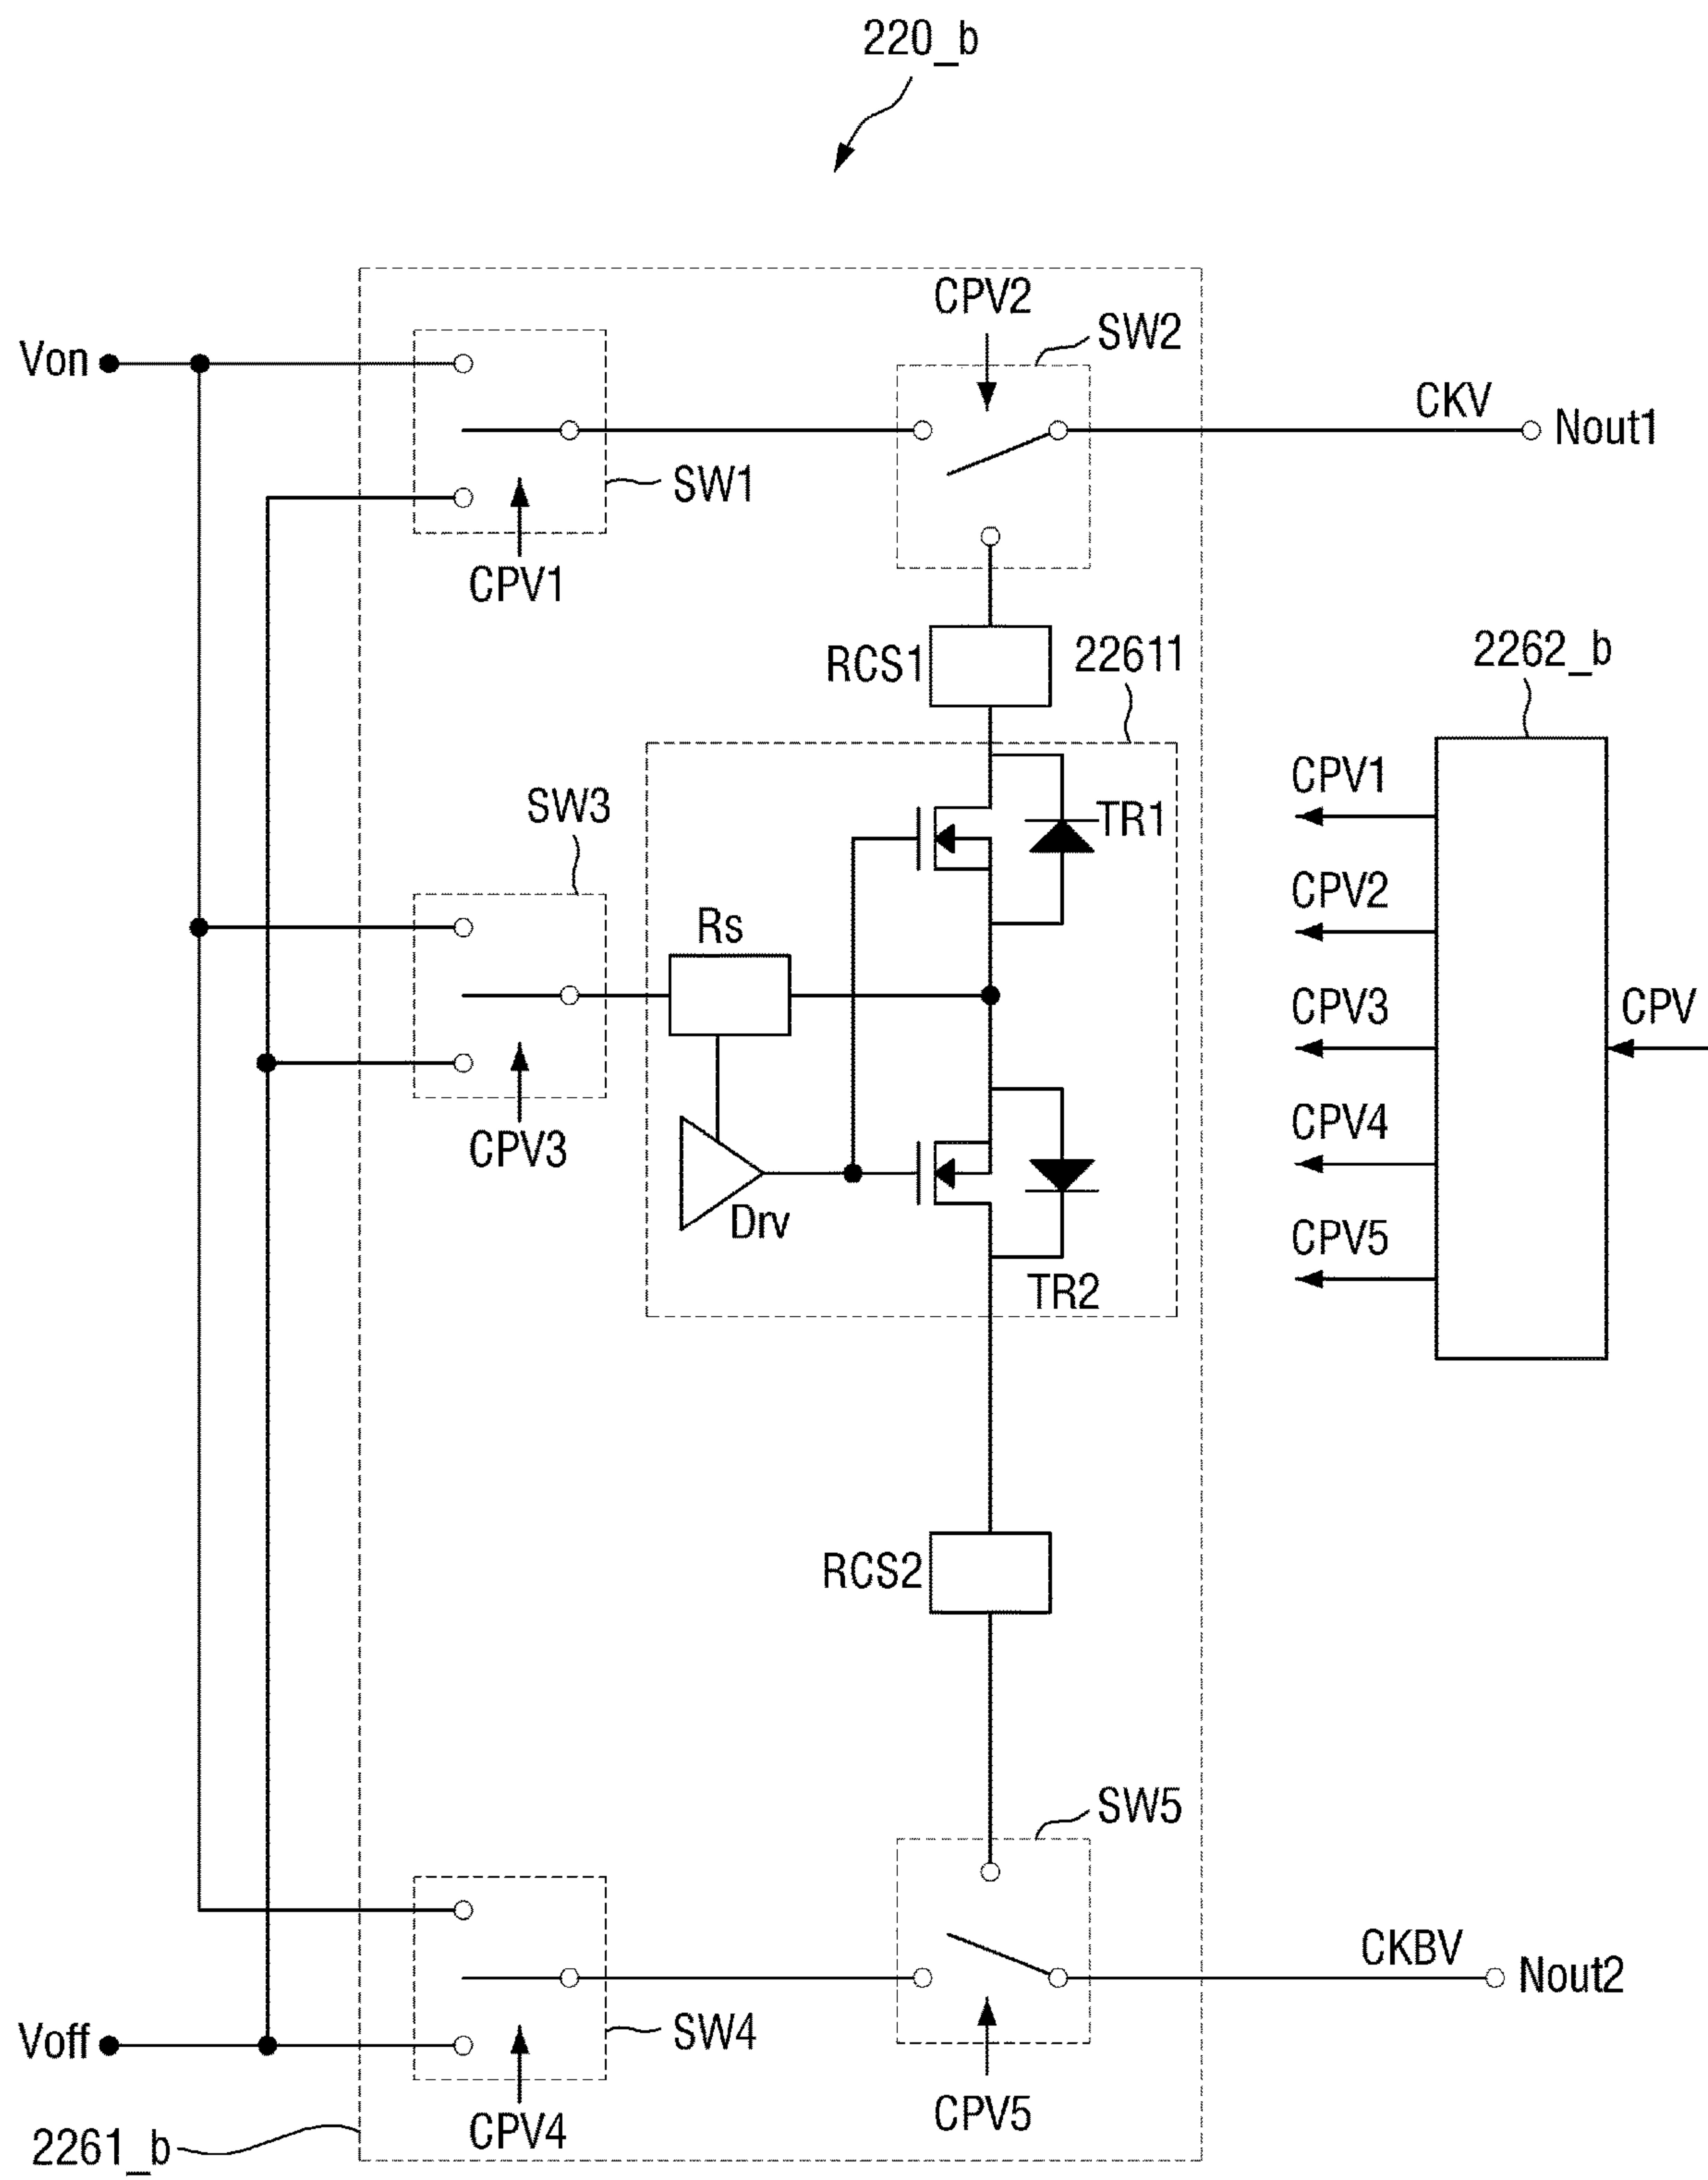 220_b
CPV2
SW2
Von
CKV
Nout1
SW1
CPV1
RCS1
22611
2262_b
CPV1
SW3
TR1
CPV2
Rs
CPV3
CPV
CPV3
CPV4
Drv
CPV5
TR2
RCS2
SW5
CKBV
Nout2
Voff
SW4
CPV4
CPV5
2261_b